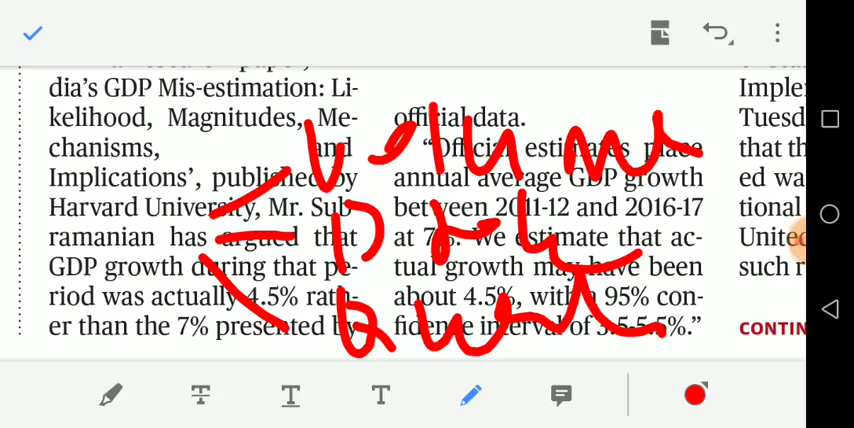 dia's GDP Mis-estimation: Li-
kelihood, Magnitudes, Me-
chanisms, and
Implications', published by
Harvard University, Mr. Sub-
ramanian has argued that
GDP growth during that pe-
riod was actually 4.5% rath-
er than the 7% presented by
official data.
"Official estimates place
annual average GDP growth
between 2011-12 and 2016-17
at 7%. We estimate that ac-
tual growth may have been
about 4.5%, with a 95% con-
fidence interval of 3.5-5.5%."
Implem
Tuesd
that th
ed wa
tional
United
such r
CONTIN
Volume
T
T
T